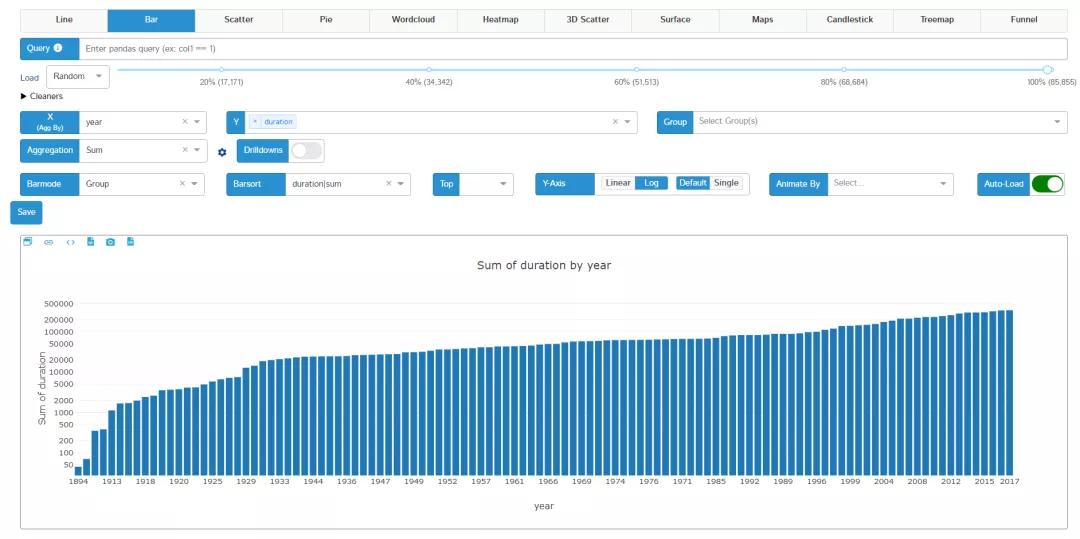 Line Bar Scatter Pie Wordcloud Heatmap 3D Scatter Surface Maps Candlestick Treemap Funnel
Query Enter pandas query (ex: col1 == 1)
Load Random 20% (17,171) 40% (34,342) 60% (51,513) 80% (68,684) 100% (85,855)
Cleaners
X (Agg By) year Y × duration Group Select Group(s)
Aggregation Sum Drilldowns
Barmode Group Barsort duration|sum Top Y-Axis Linear Log Default Single Animate By Select... Auto-Load
Save
Sum of duration by year
500000
200000
100000
50000
20000
10000
5000
2000
1000
500
200
100
50
Sum of duration
1894 1913 1918 1920 1925 1929 1933 1944 1936 1947 1949 1952 1957 1961 1966 1969 1974 1976 1971 1985 1992 1989 1996 1999 2004 2008 2012 2015 2017
year